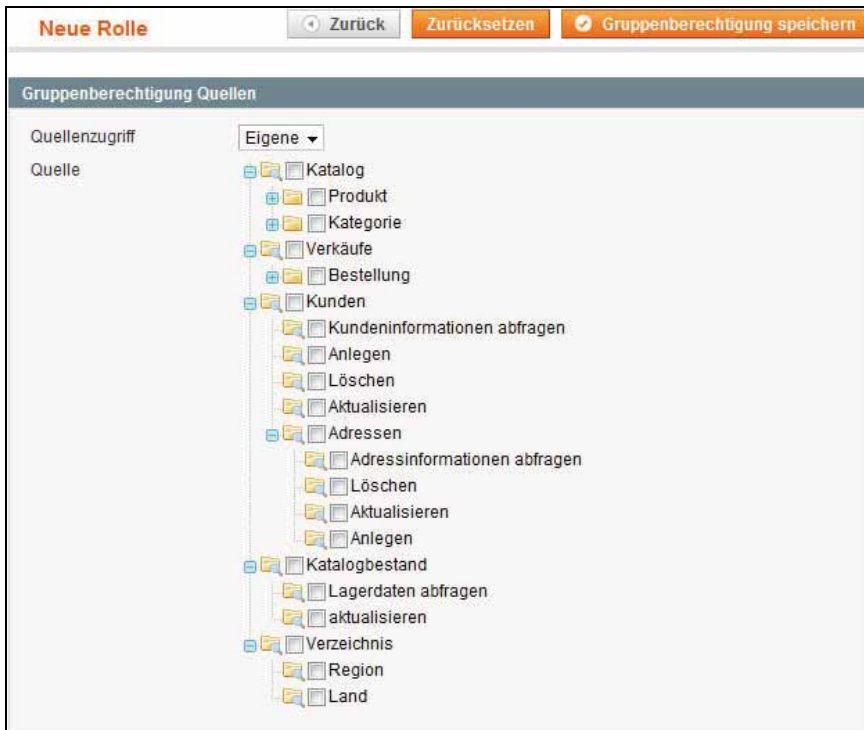 Neue Rolle Zurück Zurücksetzen Gruppenberechtigung speichern
Gruppenberechtigung Quellen
Quellenzugriff Eigene
Quelle Katalog
Produkt
Kategorie
Verkäufe
Bestellung
Kunden
Kundeninformationen abfragen
Anlegen
Löschen
Aktualisieren
Adressen
Adressinformationen abfragen
Löschen
Aktualisieren
Anlegen
Katalogbestand
Lagerdaten abfragen
aktualisieren
Verzeichnis
Region
Land